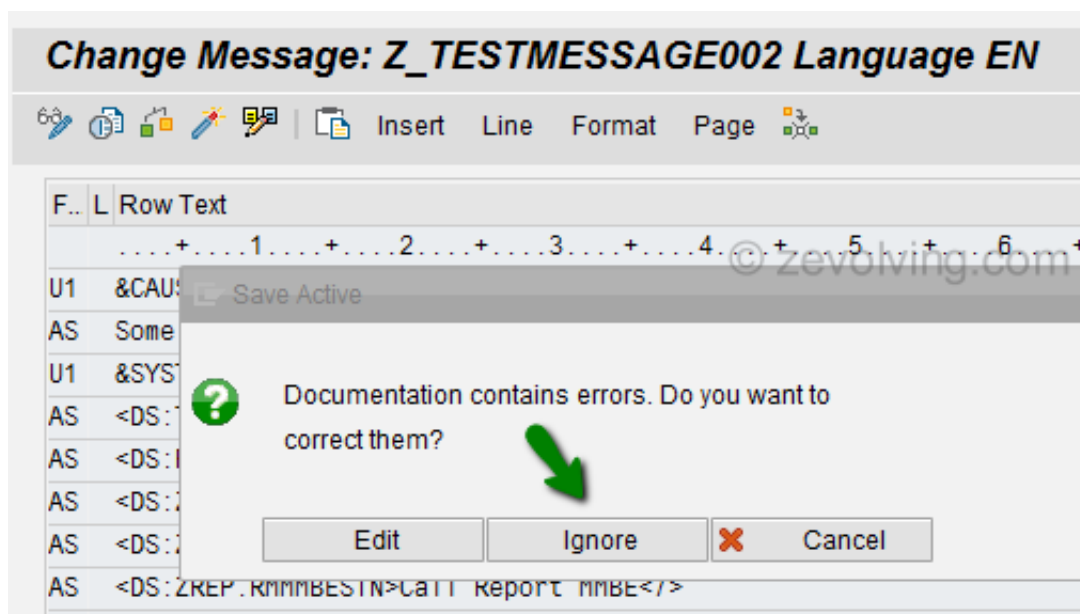 Change Message: Z_TESTMESSAGE002 Language EN
Insert Line Format Page
F.. L Row Text
....+....1....+....2....+....3....+....4....+....5....+....6....+
© zevolving.com
U1 &CAU
Save Active
AS Some
U1 &SYST
AS <DS:
Documentation contains errors. Do you want to
correct them?
AS <DS:
AS <DS:
AS <DS:
Edit Ignore Cancel
AS <DS:ZREP.RMMMBESTN>Call Report MMBE</>